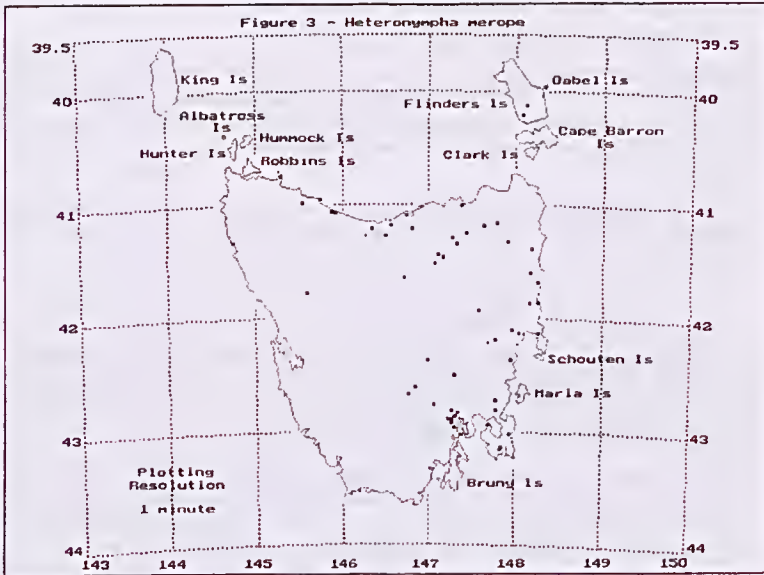 Figure 3 - Heteronympha merope
39.5
39.5
King Is
Oabel Is
40
Flinders Is
40
Albatross
Is
Hummock Is
Cape Barron
Is
Hunter Is
Robbins Is
Clark Is
41
41
42
42
Schouten Is
Maria Is
43
43
Plotting
Resolution
1 minute
Bruny Is
44
44
143
144
145
146
147
148
149
150